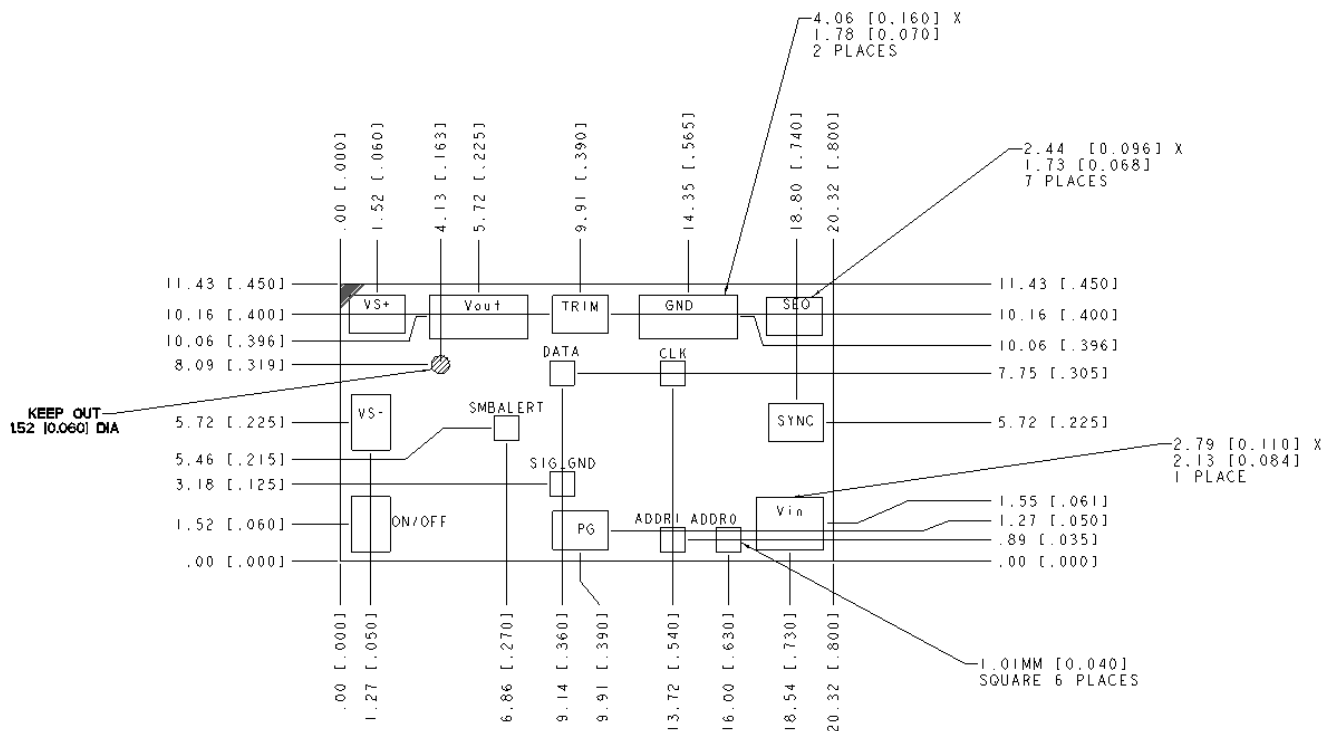 4.06 [0.160] X
1.78 [0.070]
2 PLACES
.00 [.000]
1.52 [.060]
4.13 [.163]
5.72 [.225]
9.91 [.390]
14.35 [.565]
18.80 [.740]
20.32 [.800]
2.44 [0.096] X
1.73 [0.068]
7 PLACES
11.43 [.450]
11.43 [.450]
VS+
Vout
TRIM
GND
SEQ
10.16 [.400]
10.16 [.400]
10.06 [.396]
10.06 [.396]
8.09 [.319]
DATA
CLK
7.75 [.305]
KEEP OUT
1.52 [0.060] DIA
VS-
SMBALERT
SYNC
5.72 [.225]
5.72 [.225]
5.46 [.215]
2.79 [0.110] X
2.13 [0.084]
1 PLACE
SIG_GND
3.18 [.125]
1.55 [.061]
Vin
1.52 [.060]
ON/OFF
PG
ADDR1
ADDR0
1.27 [.050]
.89 [.035]
.00 [.000]
.00 [.000]
.00 [.000]
1.27 [.050]
6.86 [.270]
9.14 [.360]
9.91 [.390]
13.72 [.540]
16.00 [.630]
18.54 [.730]
20.32 [.800]
1.01MM [0.040]
SQUARE 6 PLACES